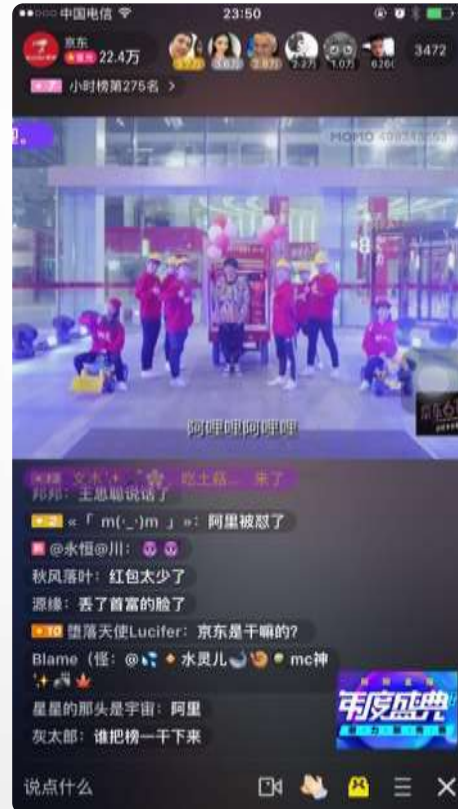 中国电信 23:50
京东
22.4万
3472
小时榜第275名 >
阿哩哩阿哩哩
来了
邦邦：王思聪说话了
«「 m(·_·)m 」»：阿里被怼了
@永恒@川：
秋风落叶：红包太少了
源缘：丢了首富的脸了
10 堕落天使Lucifer：京东是干嘛的?
Blame（怪：@ 水灵儿 mc神
星星的那头是宇宙：阿里
年度盛典
灰太郎：谁把榜一干下来
说点什么